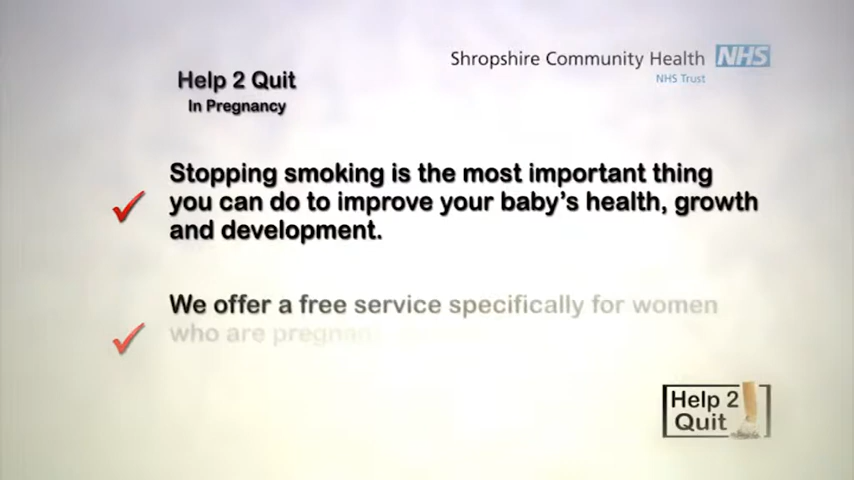 Shropshire Community Health NHS
NHS Trust
Help 2 Quit
In Pregnancy
Stopping smoking is the most important thing
you can do to improve your baby's health, growth
and development.
We offer a free service specifically for women
who are pregnant
Help 2
Quit